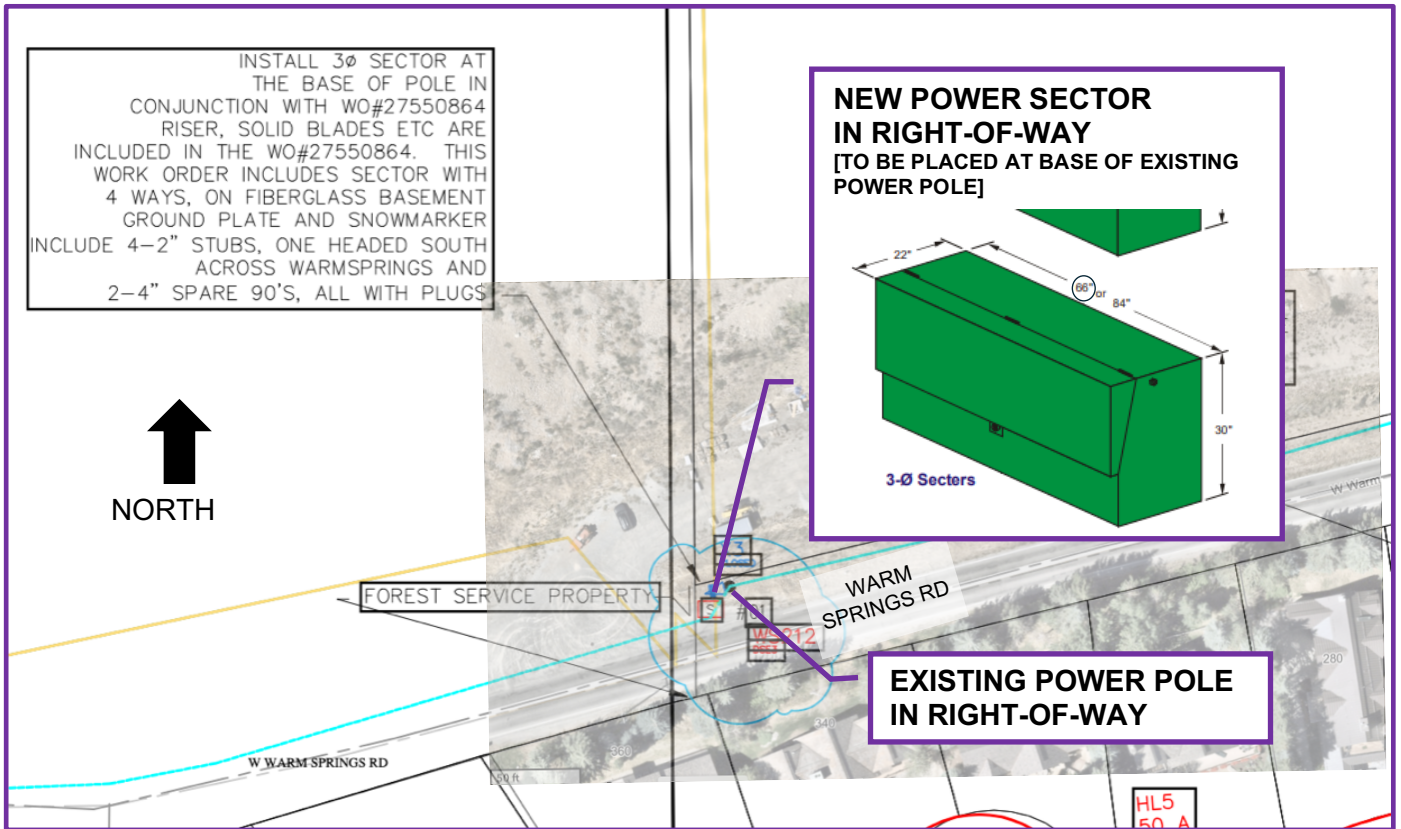 INSTALL 3ø SECTOR AT
THE BASE OF POLE IN
CONJUNCTION WITH WO#27550864
RISER, SOLID BLADES ETC ARE
INCLUDED IN THE WO#27550864. THIS
WORK ORDER INCLUDES SECTOR WITH
4 WAYS, ON FIBERGLASS BASEMENT
GROUND PLATE AND SNOWMARKER
INCLUDE 4-2" STUBS, ONE HEADED SOUTH
ACROSS WARMSPRINGS AND
2-4" SPARE 90'S, ALL WITH PLUGS
NEW POWER SECTOR
IN RIGHT-OF-WAY
[TO BE PLACED AT BASE OF EXISTING
POWER POLE]
22"
66" or 84"
30"
3-Ø Secters
NORTH
W Warm
FOREST SERVICE PROPERTY
S
WARM
SPRINGS RD
EXISTING POWER POLE
IN RIGHT-OF-WAY
280
340
360
W WARM SPRINGS RD
50 ft
HL5
50 A